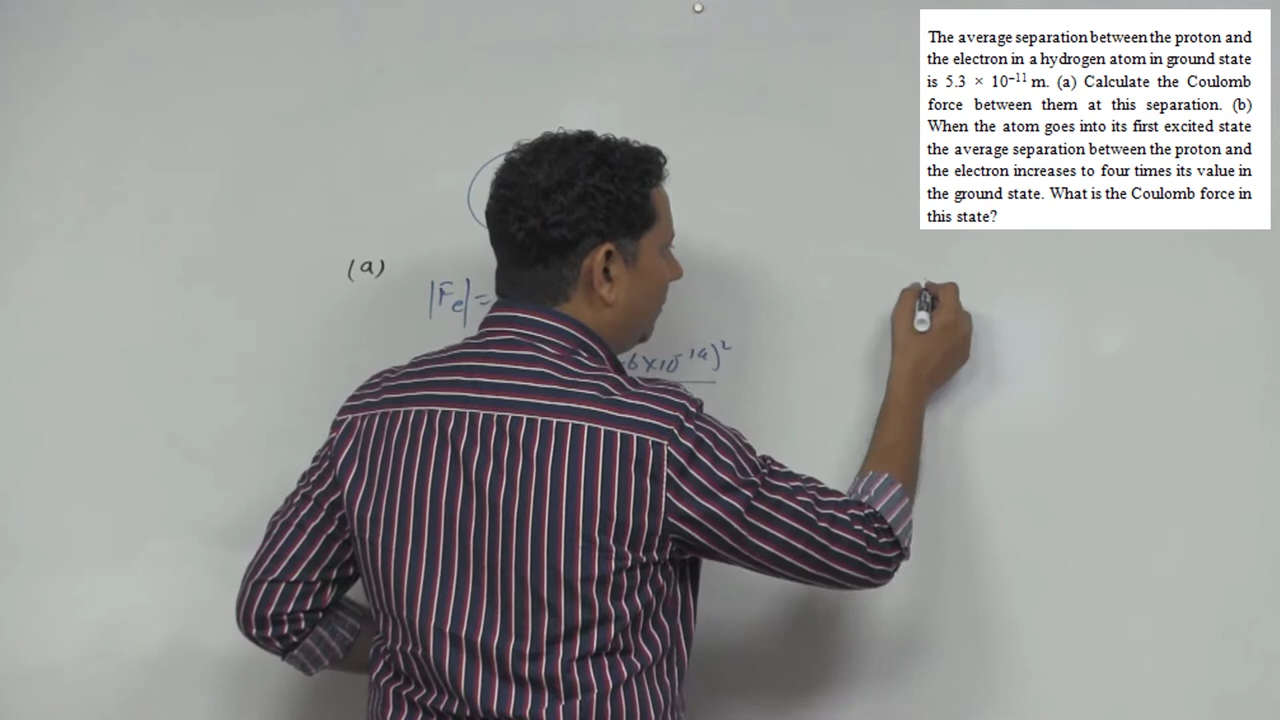 The average separation between the proton and
the electron in a hydrogen atom in ground state
is 5.3 × 10⁻¹¹ m. (a) Calculate the Coulomb
force between them at this separation. (b)
When the atom goes into its first excited state
the average separation between the proton and
the electron increases to four times its value in
the ground state. What is the Coulomb force in
this state?
(a)
|Fe| =
6×10⁻¹⁹)²